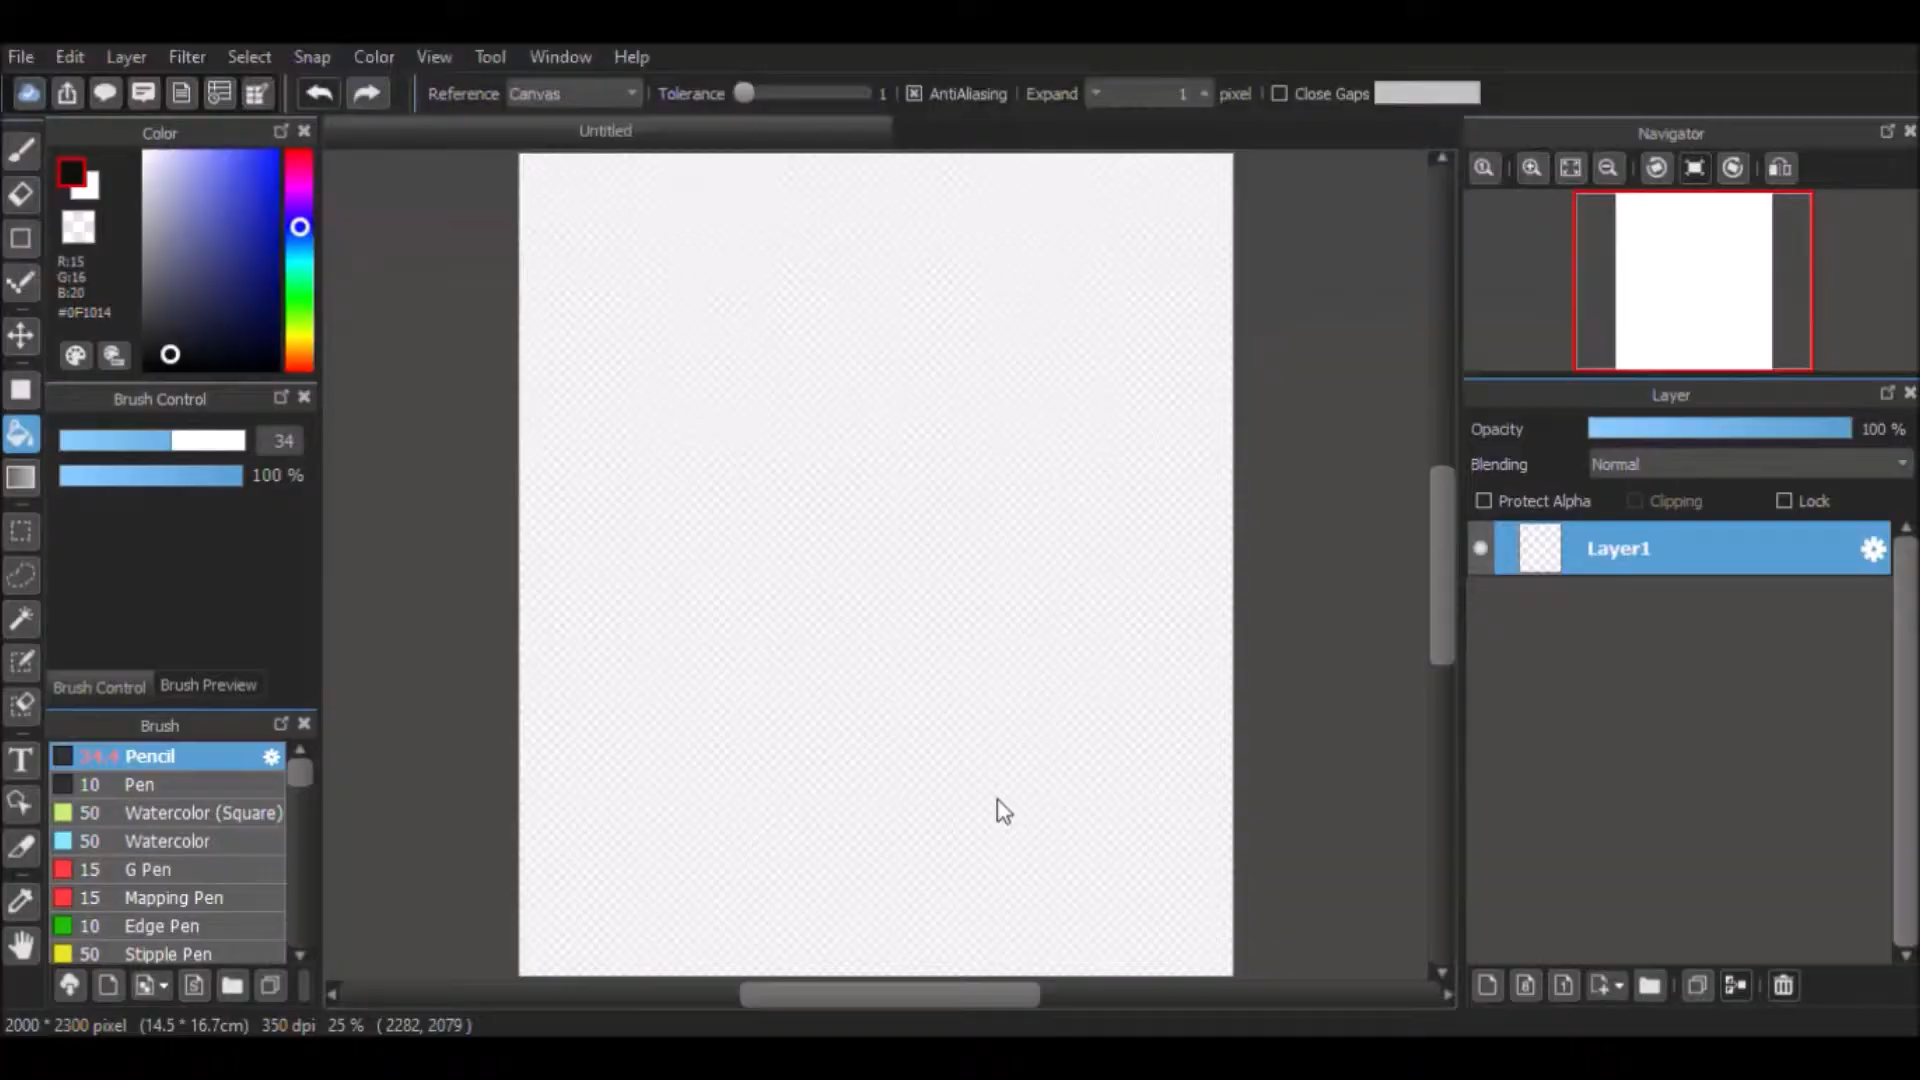 File Edit Layer Filter Select Snap Color View Tool Window Help
Reference Canvas Tolerance 1 AntiAliasing Expand 1 pixel Close Gaps
Color
Untitled
Navigator
R:15
G:16
B:20
#0F1014
Brush Control
34
100 %
Brush Control Brush Preview
Brush
34.4 Pencil
10 Pen
50 Watercolor (Square)
50 Watercolor
15 G Pen
15 Mapping Pen
10 Edge Pen
50 Stipple Pen
Layer
Opacity 100 %
Blending Normal
Protect Alpha Clipping Lock
Layer1
2000 * 2300 pixel (14.5 * 16.7cm) 350 dpi 25 % ( 2282, 2079 )